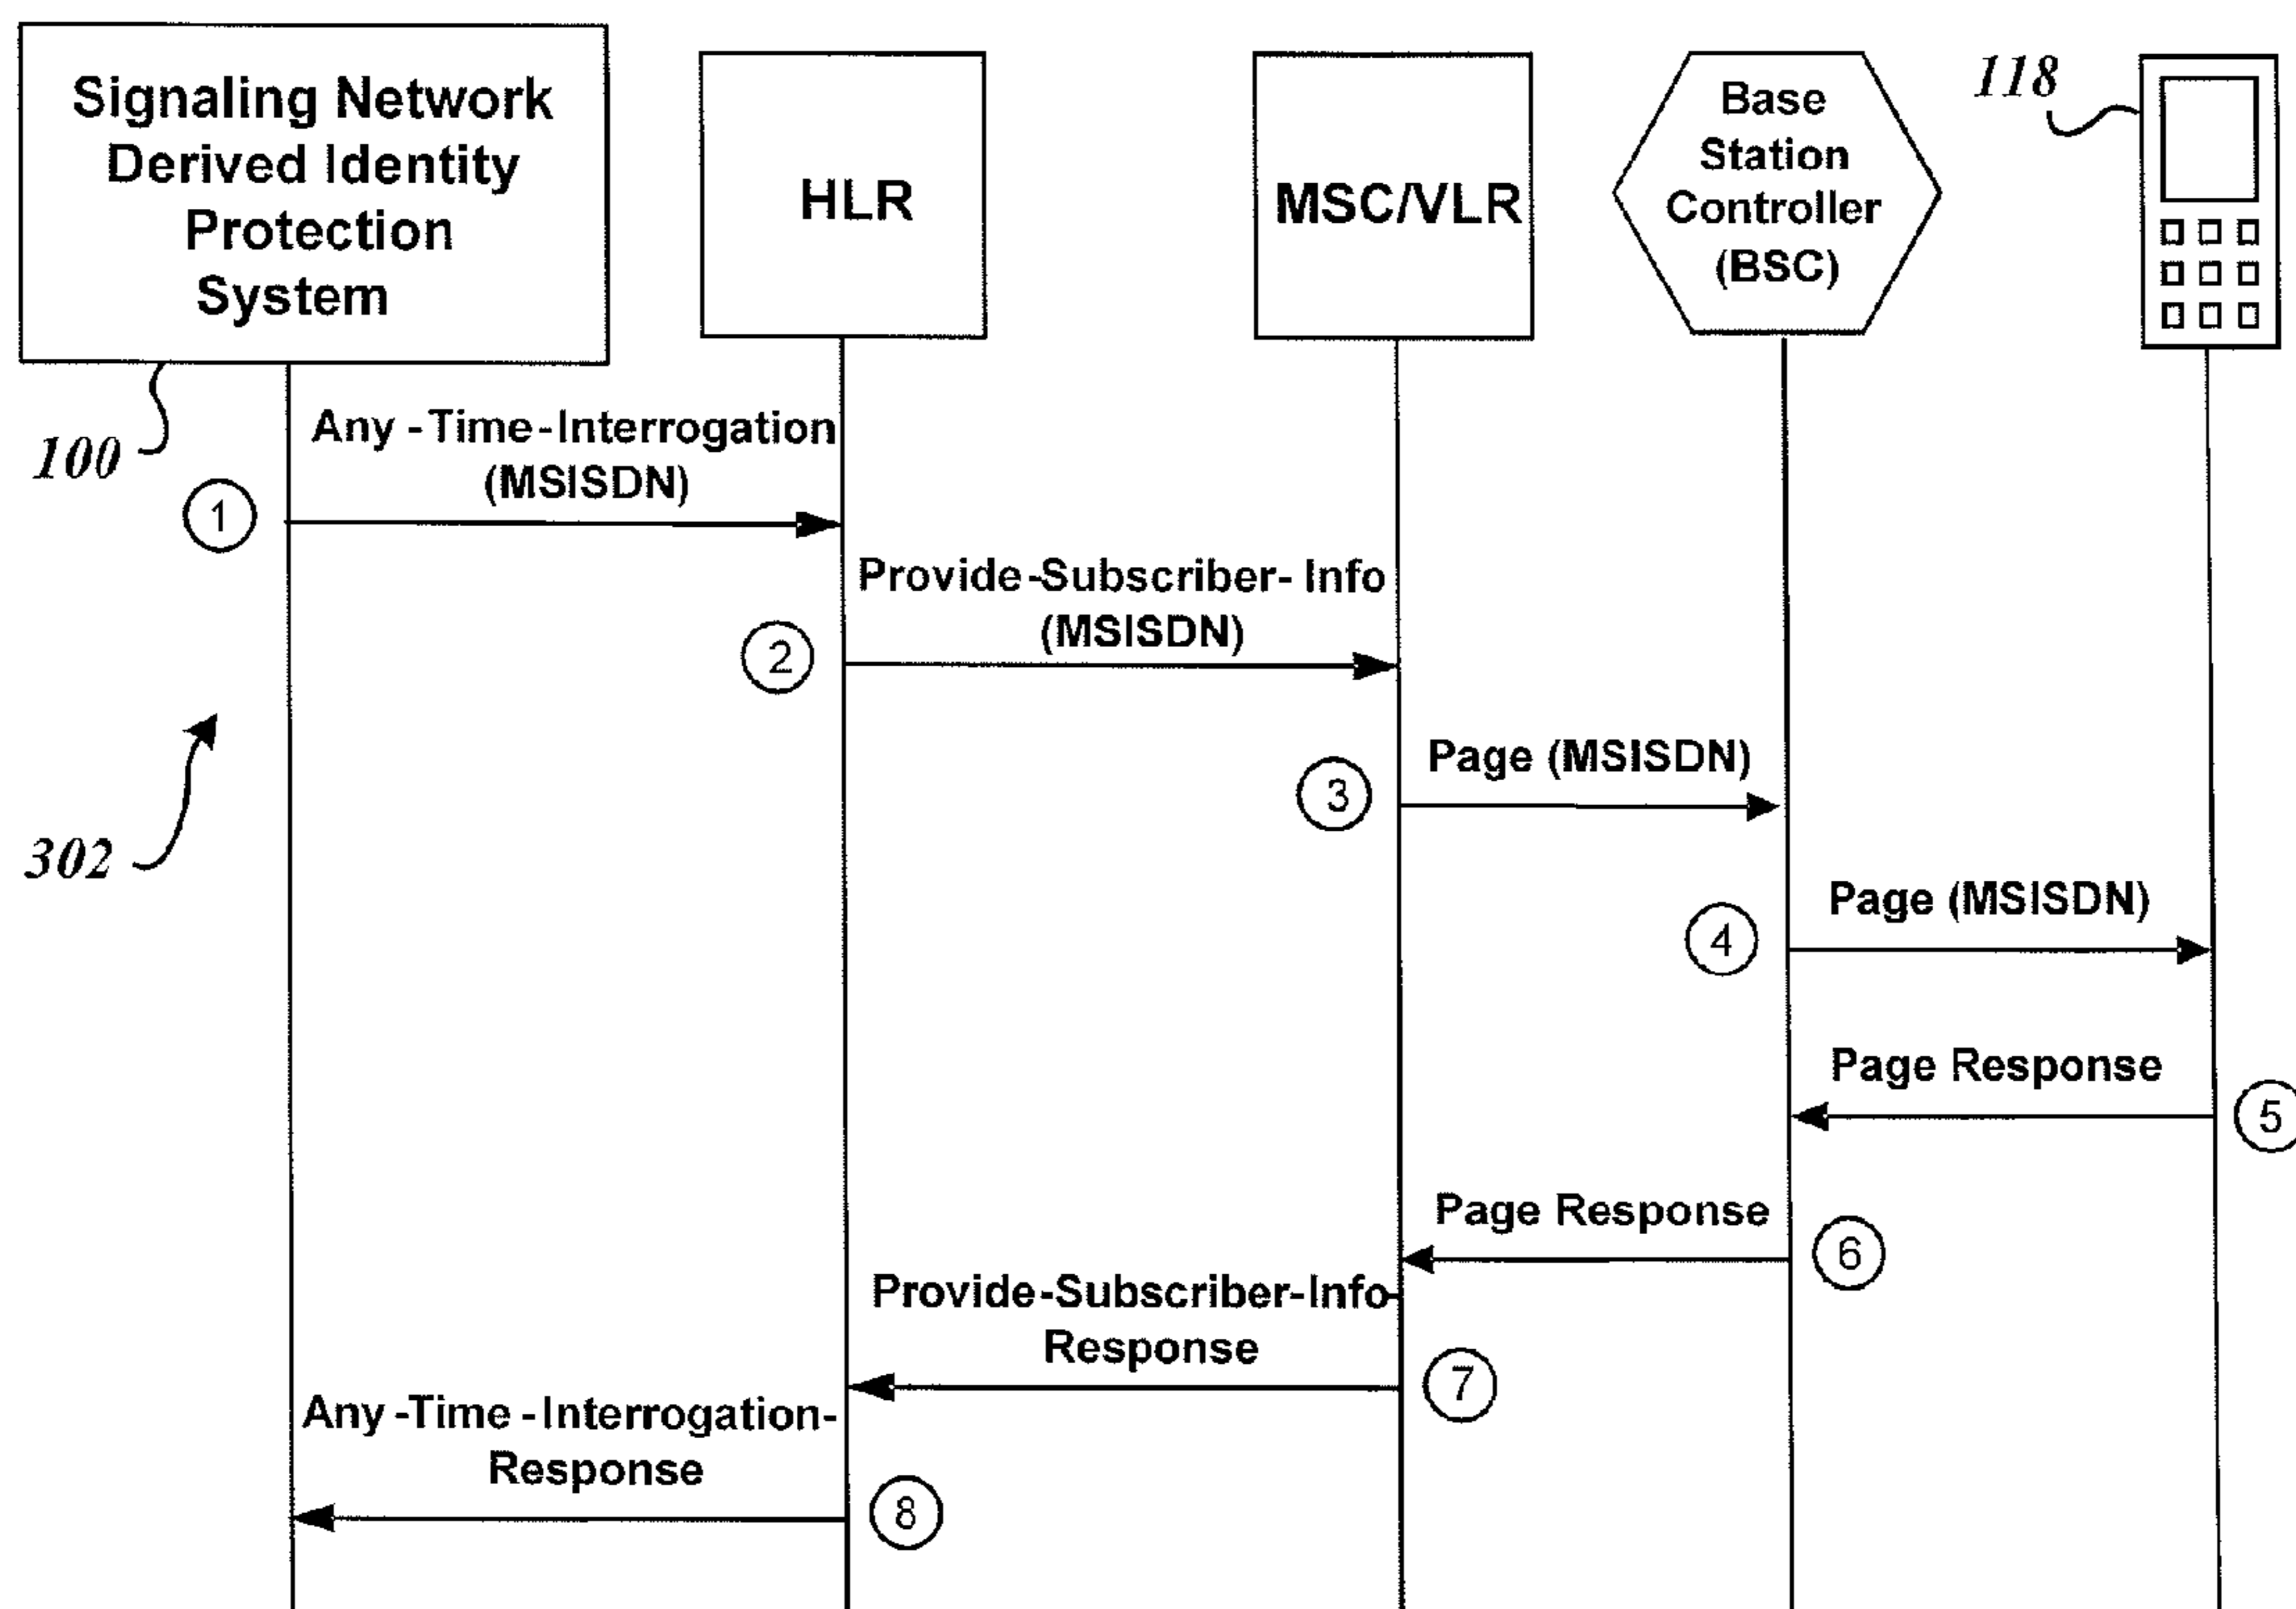 Signaling Network
Derived Identity
Protection
System
HLR
MSC/VLR
Base
Station
Controller
(BSC)
118
100
Any -Time-Interrogation
(MSISDN)
1
Provide-Subscriber- Info
(MSISDN)
2
302
Page (MSISDN)
3
Page (MSISDN)
4
Page Response
5
Page Response
6
Provide-Subscriber-Info-
Response
7
Any -Time -Interrogation-
Response
8